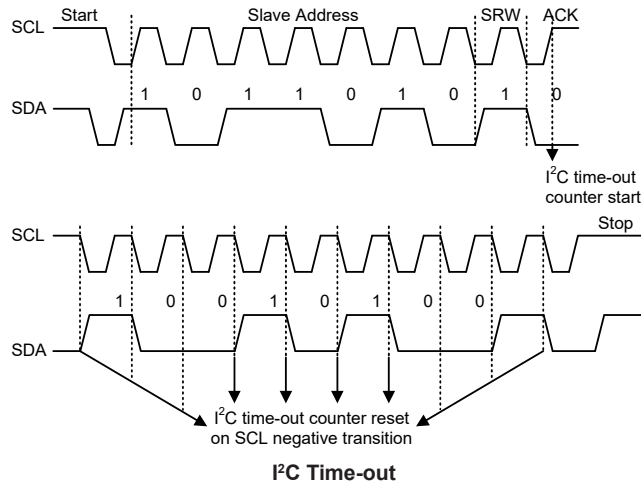 Start Slave Address SRW ACK
SCL
1 0 1 1 0 1 0 1 0
SDA
I²C time-out
counter start
Stop
SCL
1 0 0 1 0 1 0 0
SDA
I²C time-out counter reset
on SCL negative transition
I²C Time-out